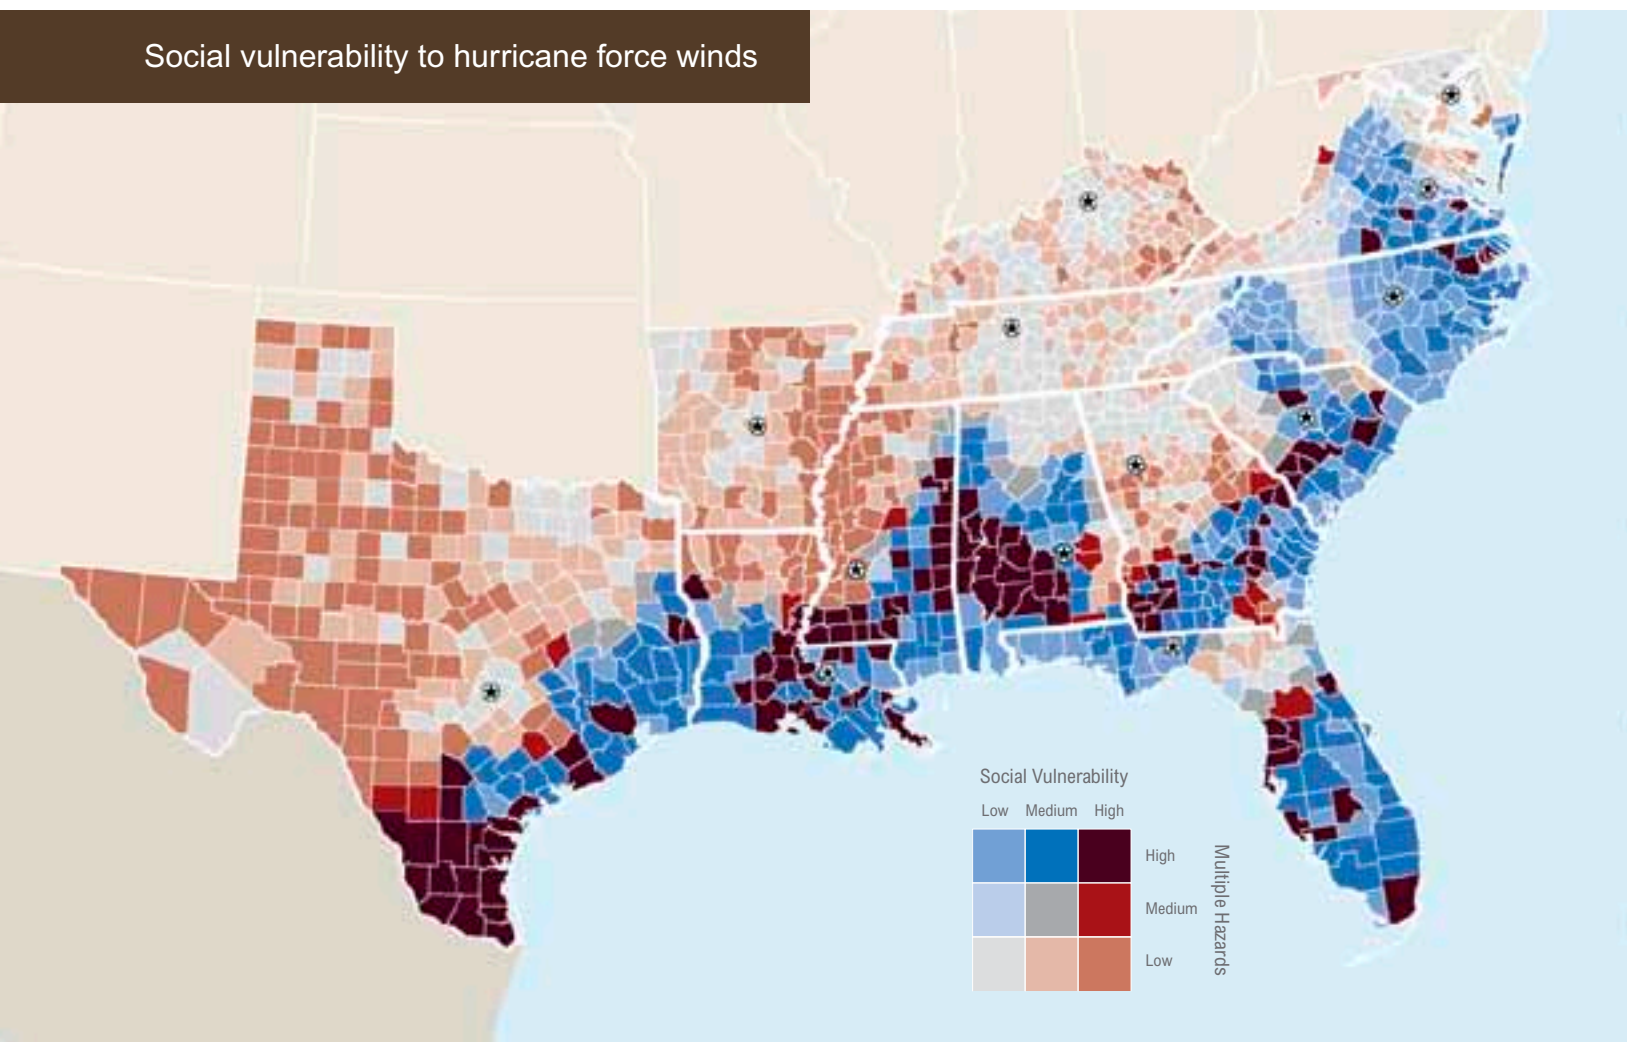 Social vulnerability to hurricane force winds
Social Vulnerability
Low Medium High
High
Medium
Low
Multiple Hazards